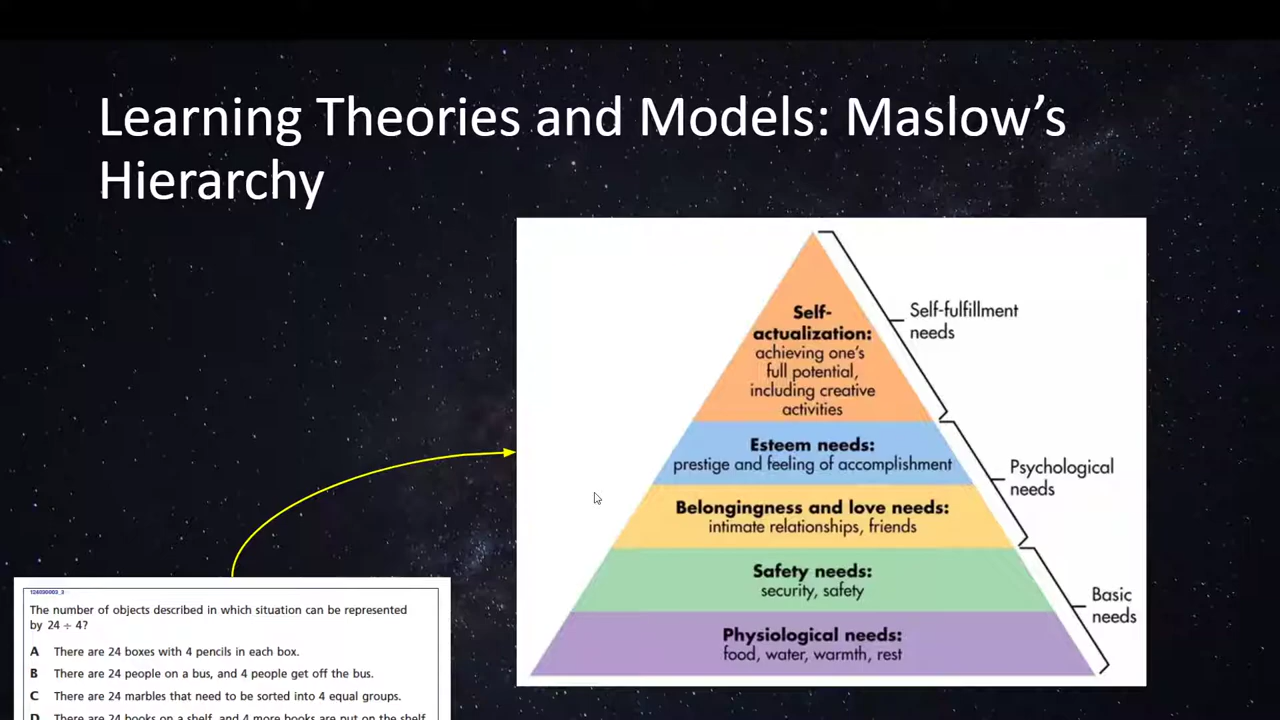 Learning Theories and Models: Maslow's
Hierarchy
Self-
actualization:
achieving one's
full potential,
including creative
activities
Self-fulfillment
needs
Esteem needs:
prestige and feeling of accomplishment
Psychological
needs
Belongingness and love needs:
intimate relationships, friends
Safety needs:
security, safety
Basic
needs
Physiological needs:
food, water, warmth, rest
The number of objects described in which situation can be represented
by 24 ÷ 4?
A There are 24 boxes with 4 pencils in each box.
B There are 24 people on a bus, and 4 people get off the bus.
C There are 24 marbles that need to be sorted into 4 equal groups.
D There are 24 books on a shelf, and 4 more books are put on the shelf